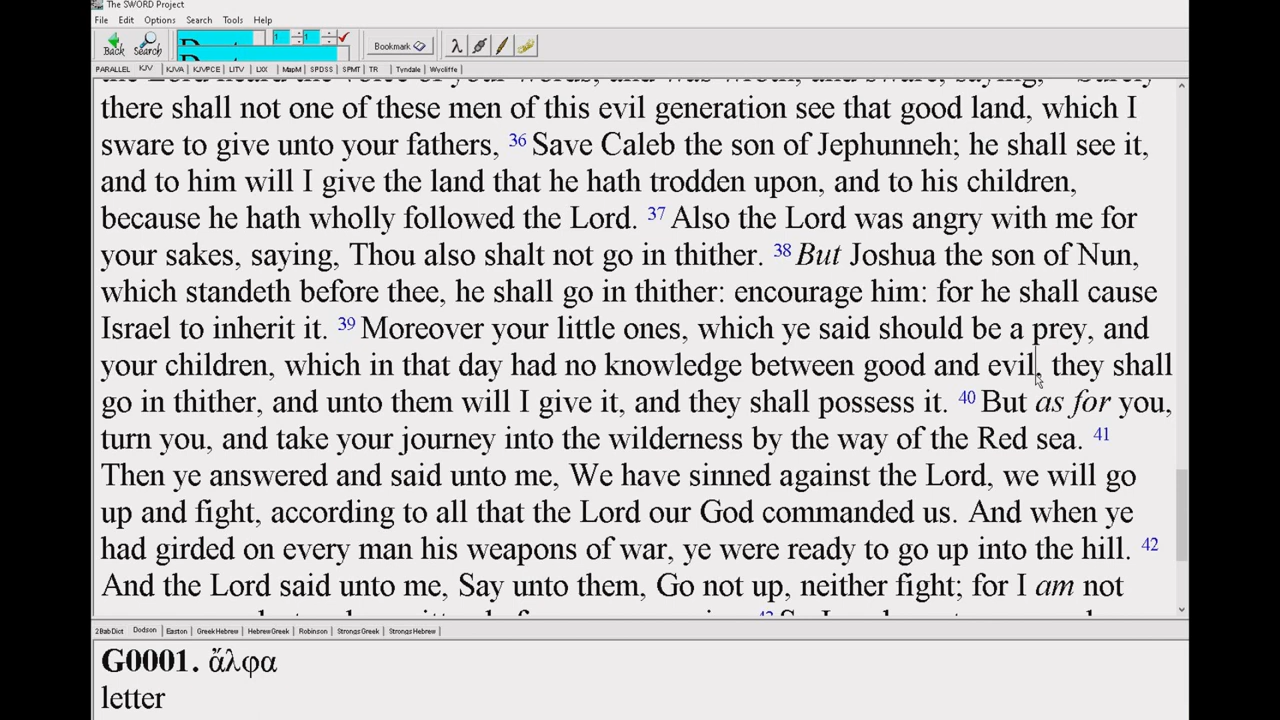 The SWORD Project
File Edit Options Search Tools Help
Back Search 1 1 Bookmark λ
PARALLEL KJV KJVA KJVPCE LITV LXX MapM SPDSS SPMT TR Tyndale Wycliffe
there shall not one of these men of this evil generation see that good land, which I
sware to give unto your fathers, 36 Save Caleb the son of Jephunneh; he shall see it,
and to him will I give the land that he hath trodden upon, and to his children,
because he hath wholly followed the Lord. 37 Also the Lord was angry with me for
your sakes, saying, Thou also shalt not go in thither. 38 But Joshua the son of Nun,
which standeth before thee, he shall go in thither: encourage him: for he shall cause
Israel to inherit it. 39 Moreover your little ones, which ye said should be a prey, and
your children, which in that day had no knowledge between good and evil, they shall
go in thither, and unto them will I give it, and they shall possess it. 40 But as for you,
turn you, and take your journey into the wilderness by the way of the Red sea. 41
Then ye answered and said unto me, We have sinned against the Lord, we will go
up and fight, according to all that the Lord our God commanded us. And when ye
had girded on every man his weapons of war, ye were ready to go up into the hill. 42
And the Lord said unto me, Say unto them, Go not up, neither fight; for I am not
2BabDict Dodson Easton GreekHebrew HebrewGreek Robinson StrongsGreek StrongsHebrew
G0001. ἄλφα
letter